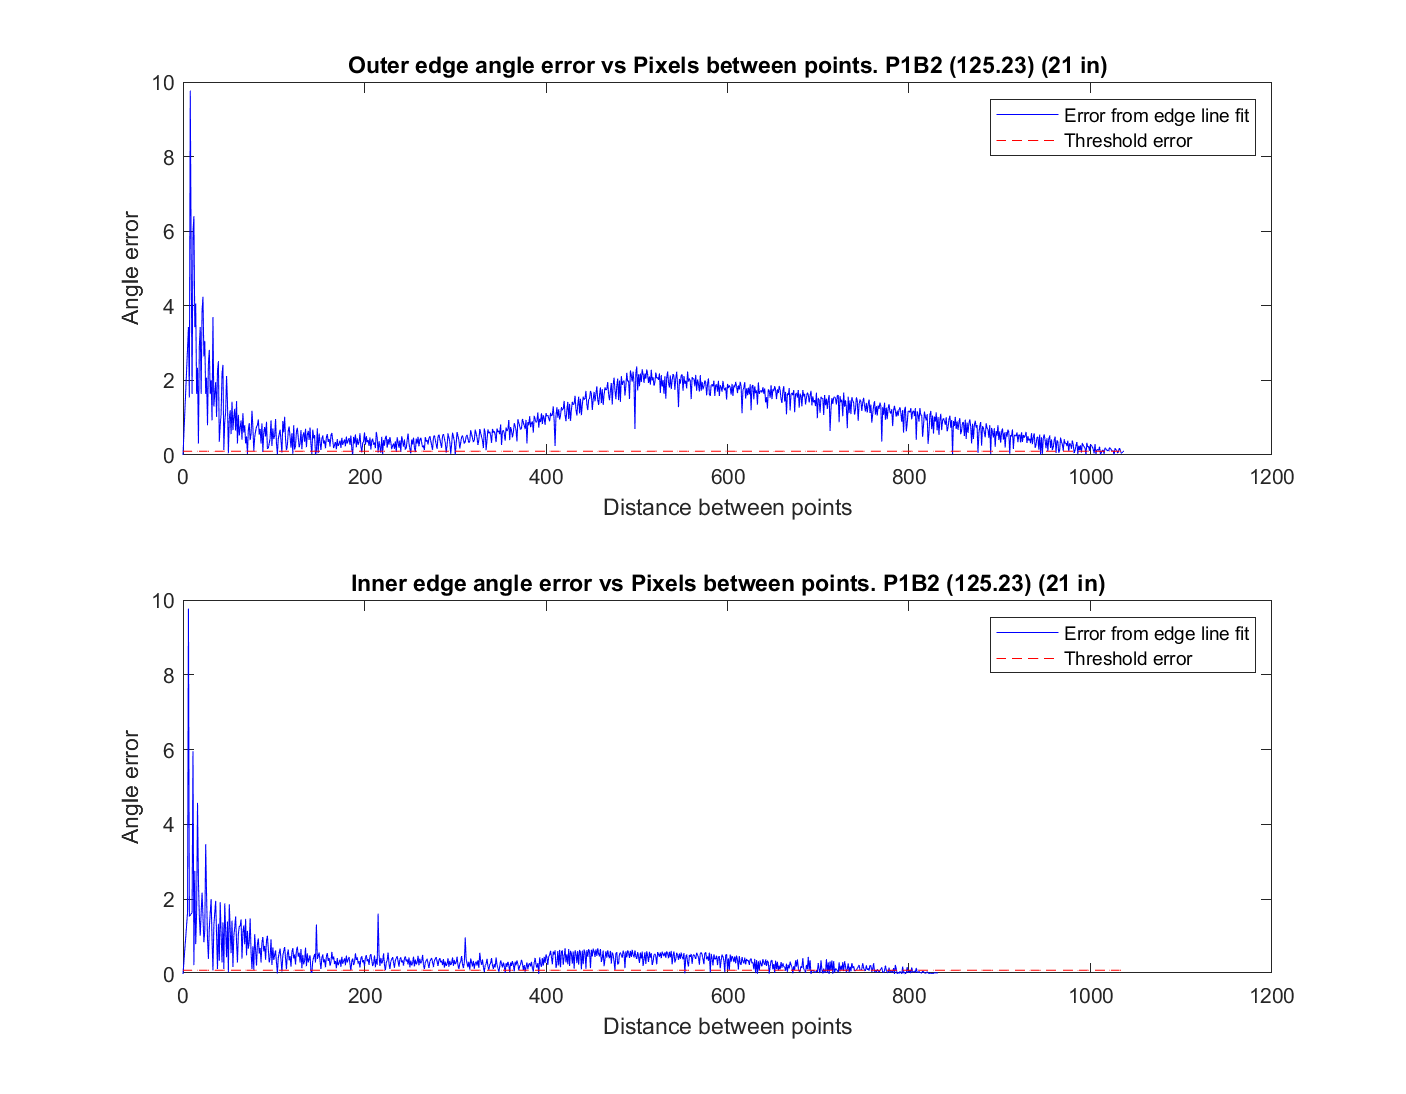 Outer edge angle error vs Pixels between points. P1B2 (125.23) (21 in)
10
8
6
4
2
0
Angle error
Error from edge line fit
Threshold error
0 200 400 600 800 1000 1200
Distance between points
Inner edge angle error vs Pixels between points. P1B2 (125.23) (21 in)
10
8
6
4
2
0
Angle error
Error from edge line fit
Threshold error
0 200 400 600 800 1000 1200
Distance between points